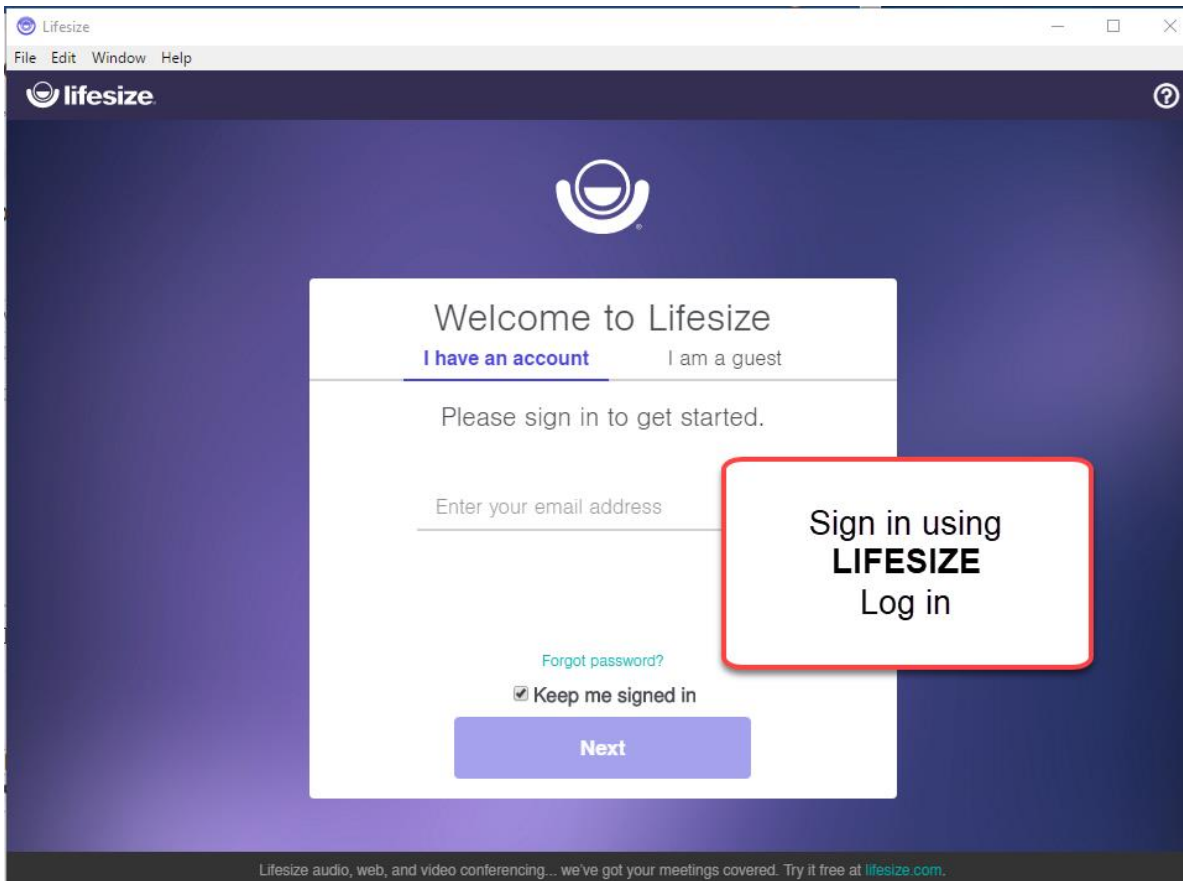 Lifesize
File Edit Window Help
lifesize.
Welcome to Lifesize
I have an account I am a guest
Please sign in to get started.
Enter your email address
Sign in using
LIFESIZE
Log in
Forgot password?
Keep me signed in
Next
Lifesize audio, web, and video conferencing... we've got your meetings covered. Try it free at lifesize.com.